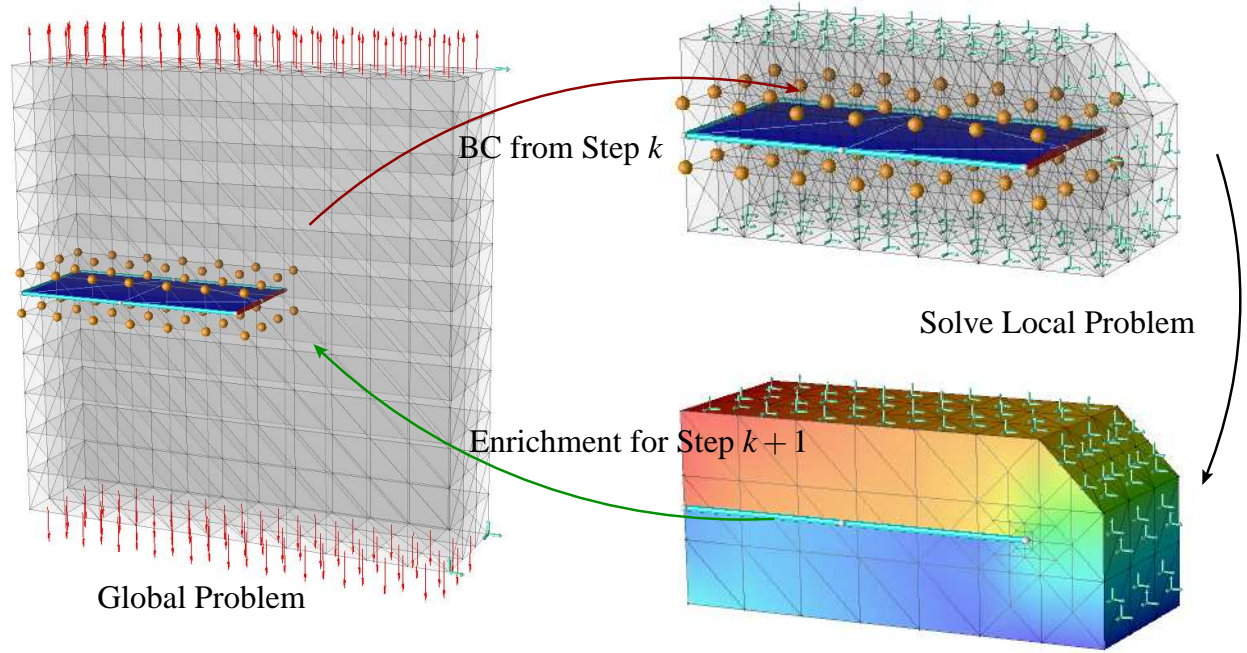 BC from Step k
Solve Local Problem
Enrichment for Step k + 1
Global Problem